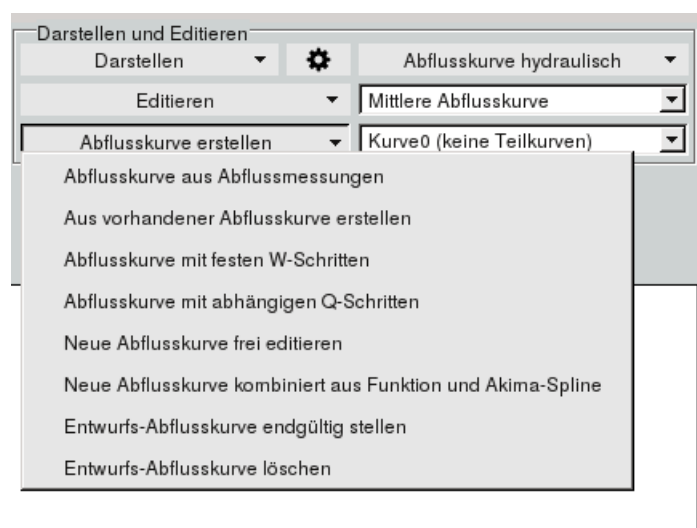 Darstellen und Editieren
Darstellen
Abflusskurve hydraulisch
Editieren
Mittlere Abflusskurve
Abflusskurve erstellen
Kurve0 (keine Teilkurven)
Abflusskurve aus Abflussmessungen
Aus vorhandener Abflusskurve erstellen
Abflusskurve mit festen W-Schritten
Abflusskurve mit abhängigen Q-Schritten
Neue Abflusskurve frei editieren
Neue Abflusskurve kombiniert aus Funktion und Akima-Spline
Entwurfs-Abflusskurve endgültig stellen
Entwurfs-Abflusskurve löschen